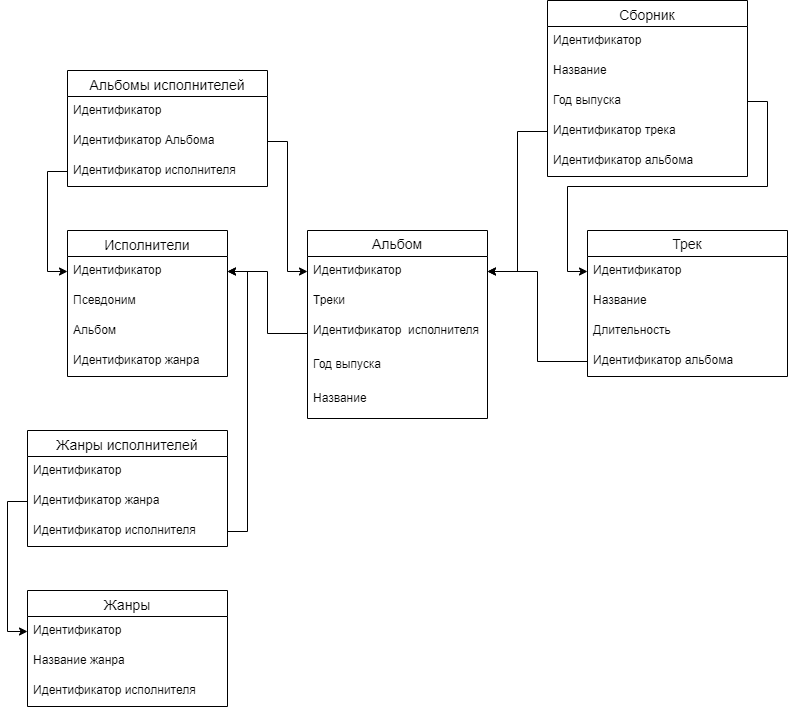 Сборник
Идентификатор
Название
Год выпуска
Идентификатор трека
Идентификатор альбома
Альбомы исполнителей
Идентификатор
Идентификатор Альбома
Идентификатор исполнителя
Исполнители
Идентификатор
Псевдоним
Альбом
Идентификатор жанра
Альбом
Идентификатор
Треки
Идентификатор исполнителя
Год выпуска
Название
Трек
Идентификатор
Название
Длительность
Идентификатор альбома
Жанры исполнителей
Идентификатор
Идентификатор жанра
Идентификатор исполнителя
Жанры
Идентификатор
Название жанра
Идентификатор исполнителя